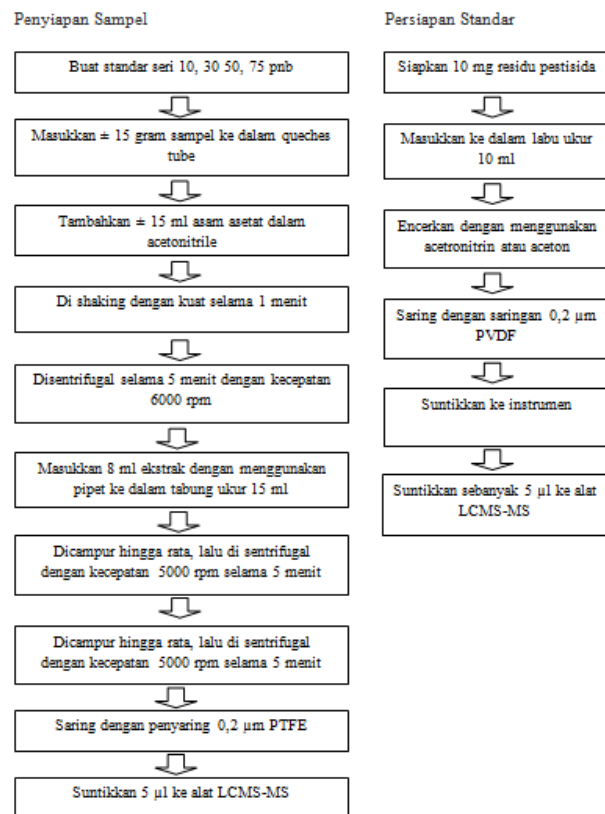 Penyiapan Sampel
Buat standar seri 10, 30 50, 75 pnb
Masukkan ± 15 gram sampel ke dalam queches
tube
Tambahkan ± 15 ml asam asetat dalam
acetonitrile
Di shaking dengan kuat selama 1 menit
Disentrifugal selama 5 menit dengan kecepatan
6000 rpm
Masukkan 8 ml ekstrak dengan menggunakan
pipet ke dalam tabung ukur 15 ml
Dicampur hingga rata, lalu di sentrifugal
dengan kecepatan 5000 rpm selama 5 menit
Dicampur hingga rata, lalu di sentrifugal
dengan kecepatan 5000 rpm selama 5 menit
Saring dengan penyaring 0,2 µm PTFE
Suntikkan 5 µl ke alat LCMS-MS
Persiapan Standar
Siapkan 10 mg residu pestisida
Masukkan ke dalam labu ukur
10 ml
Encerkan dengan menggunakan
acetronitrin atau aceton
Saring dengan saringan 0,2 µm
PVDF
Suntikkan ke instrumen
Suntikkan sebanyak 5 µl ke alat
LCMS-MS